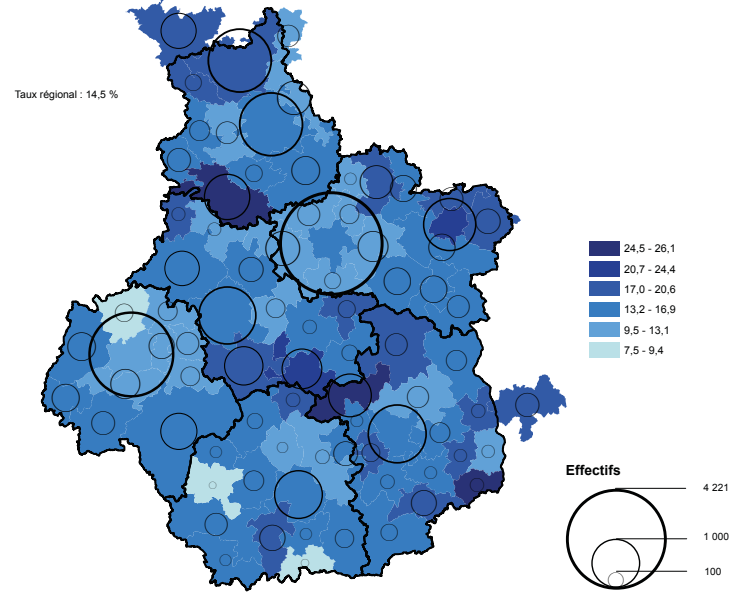 Taux régional : 14,5 %
24,5 - 26,1
20,7 - 24,4
17,0 - 20,6
13,2 - 16,9
9,5 - 13,1
7,5 - 9,4
Effectifs
4 221
1 000
100